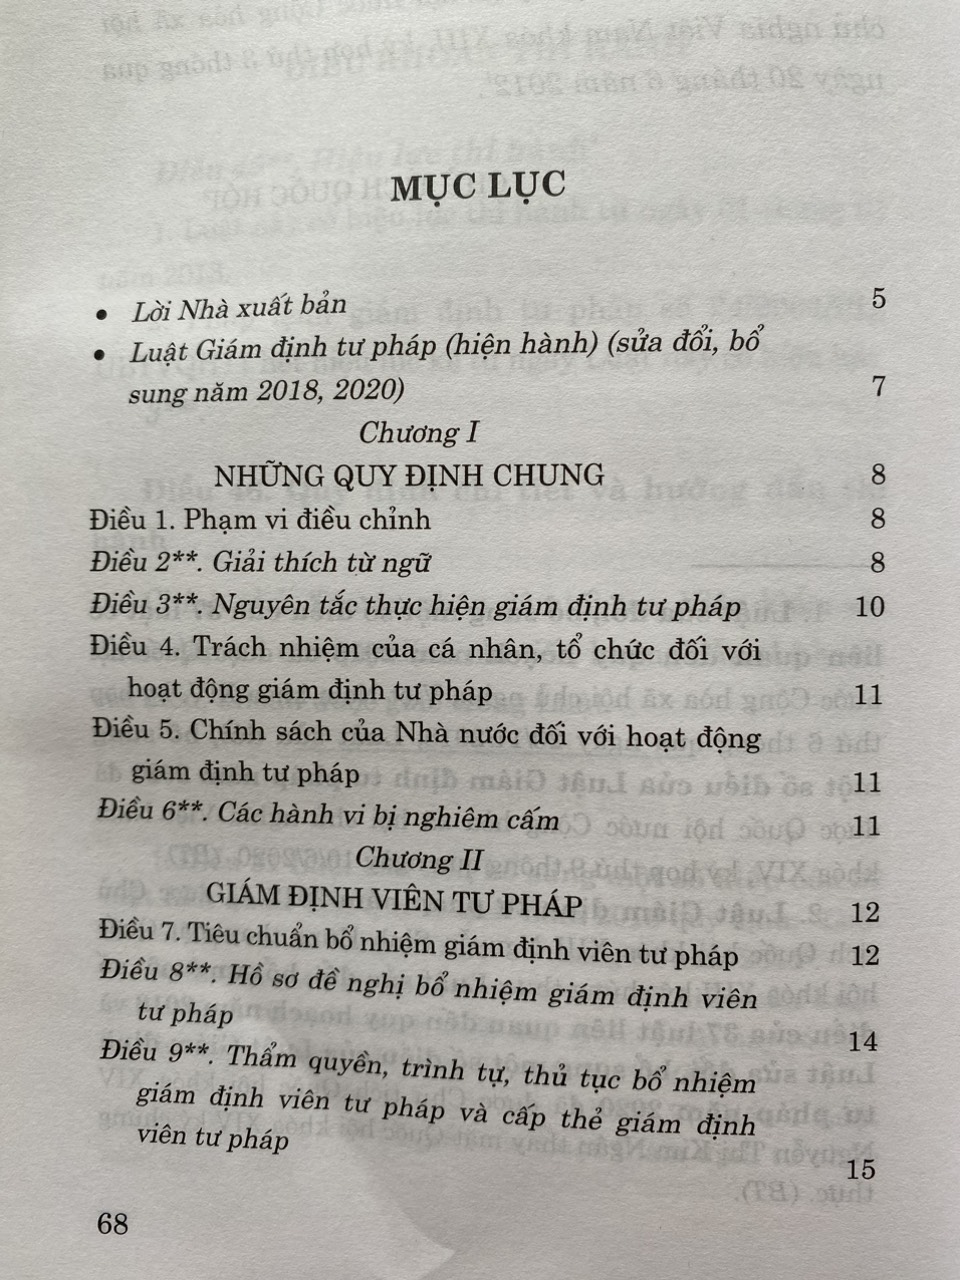 MỤC LỤC
• Lời Nhà xuất bản 5
• Luật Giám định tư pháp (hiện hành) (sửa đổi, bổ
sung năm 2018, 2020) 7
Chương I
NHỮNG QUY ĐỊNH CHUNG 8
Điều 1. Phạm vi điều chỉnh 8
Điều 2**. Giải thích từ ngữ 8
Điều 3**. Nguyên tắc thực hiện giám định tư pháp 10
Điều 4. Trách nhiệm của cá nhân, tổ chức đối với
hoạt động giám định tư pháp 11
Điều 5. Chính sách của Nhà nước đối với hoạt động
giám định tư pháp 11
Điều 6**. Các hành vi bị nghiêm cấm 11
Chương II
GIÁM ĐỊNH VIÊN TƯ PHÁP 12
Điều 7. Tiêu chuẩn bổ nhiệm giám định viên tư pháp 12
Điều 8**. Hồ sơ đề nghị bổ nhiệm giám định viên
tư pháp 14
Điều 9**. Thẩm quyền, trình tự, thủ tục bổ nhiệm
giám định viên tư pháp và cấp thẻ giám định
viên tư pháp 15
68